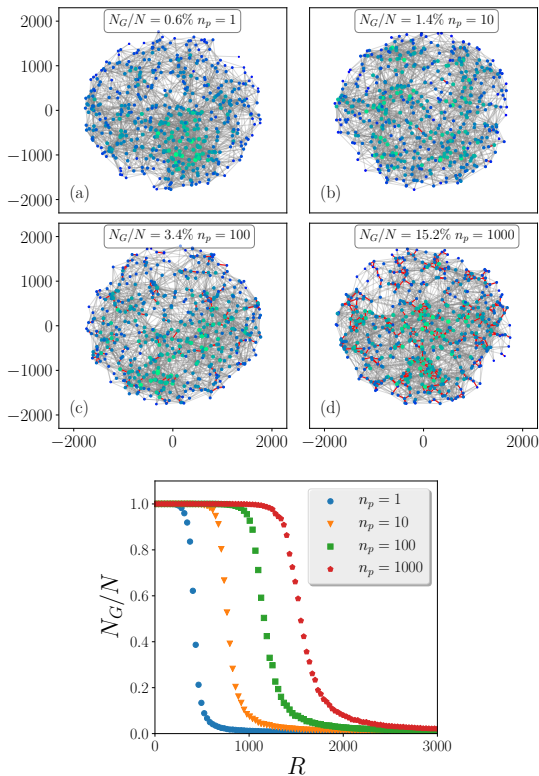 N_G/N = 0.6% n_p = 1
N_G/N = 1.4% n_p = 10
2000
1000
0
−1000
−2000
(a)
(b)
N_G/N = 3.4% n_p = 100
N_G/N = 15.2% n_p = 1000
2000
1000
0
−1000
−2000
(c)
(d)
−2000 0 2000
−2000 0 2000
1.0
0.8
0.6
0.4
0.2
0.0
N_G/N
n_p = 1
n_p = 10
n_p = 100
n_p = 1000
0 1000 2000 3000
R